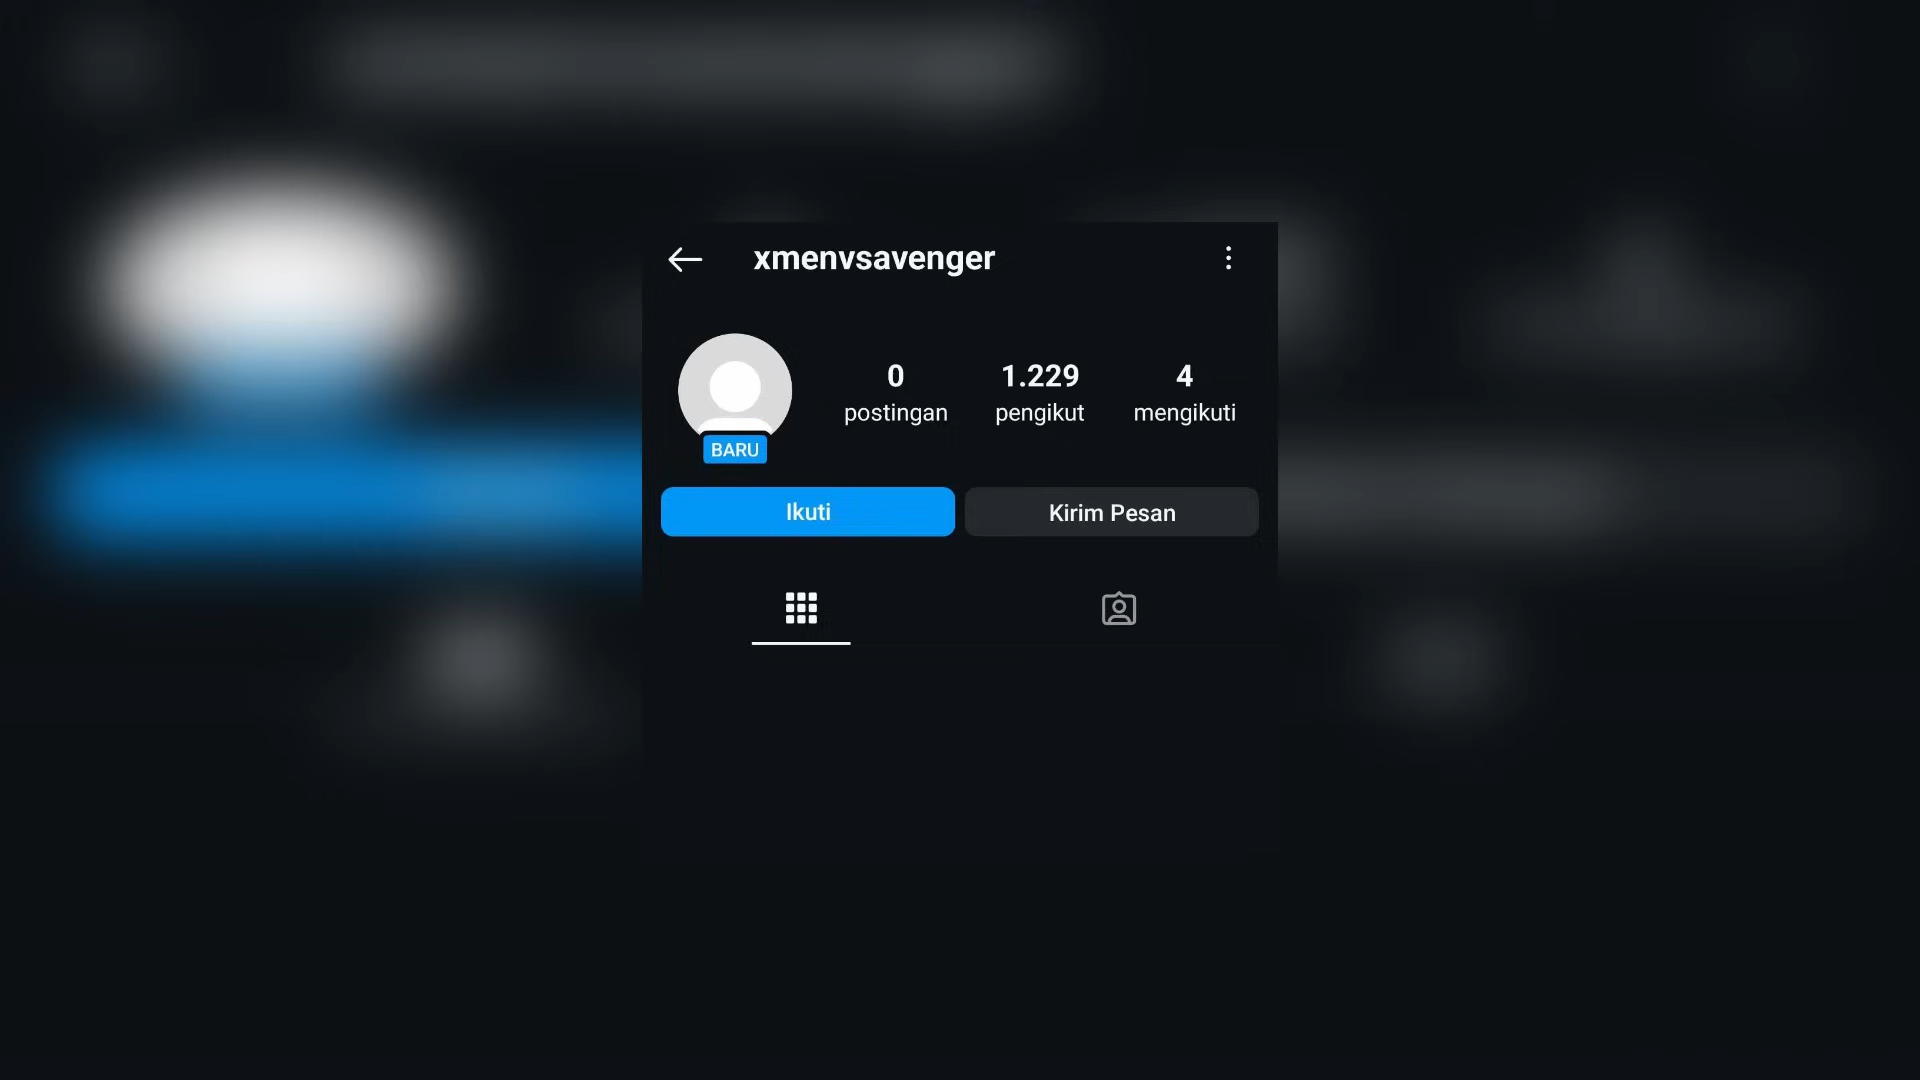 xmenvsavenger
0 1.229 4
postingan pengikut mengikuti
BARU
Ikuti Kirim Pesan